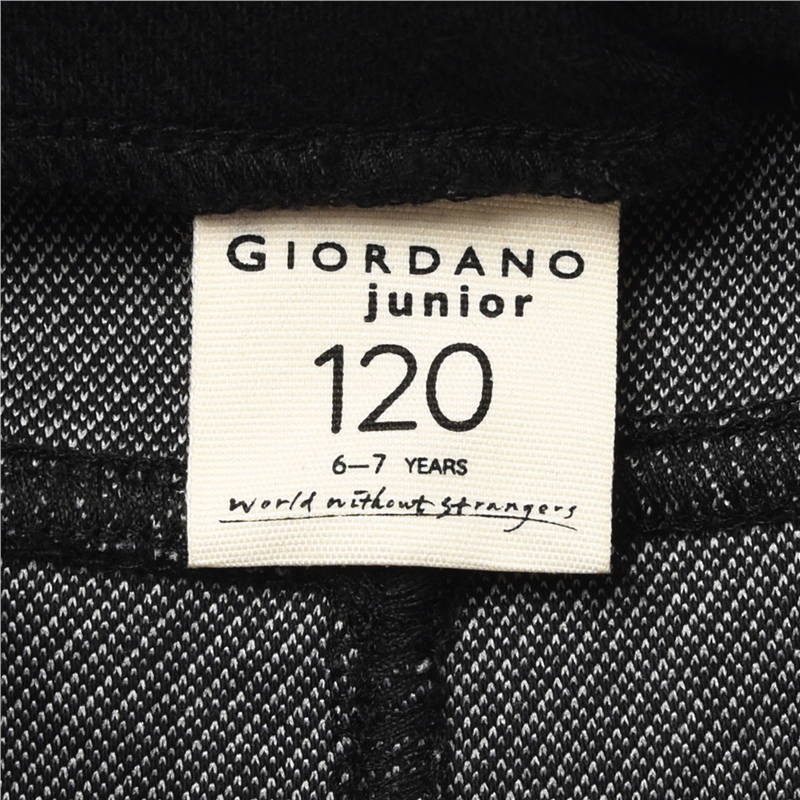 GIORDANO
junior
120
6—7 YEARS
world without strangers